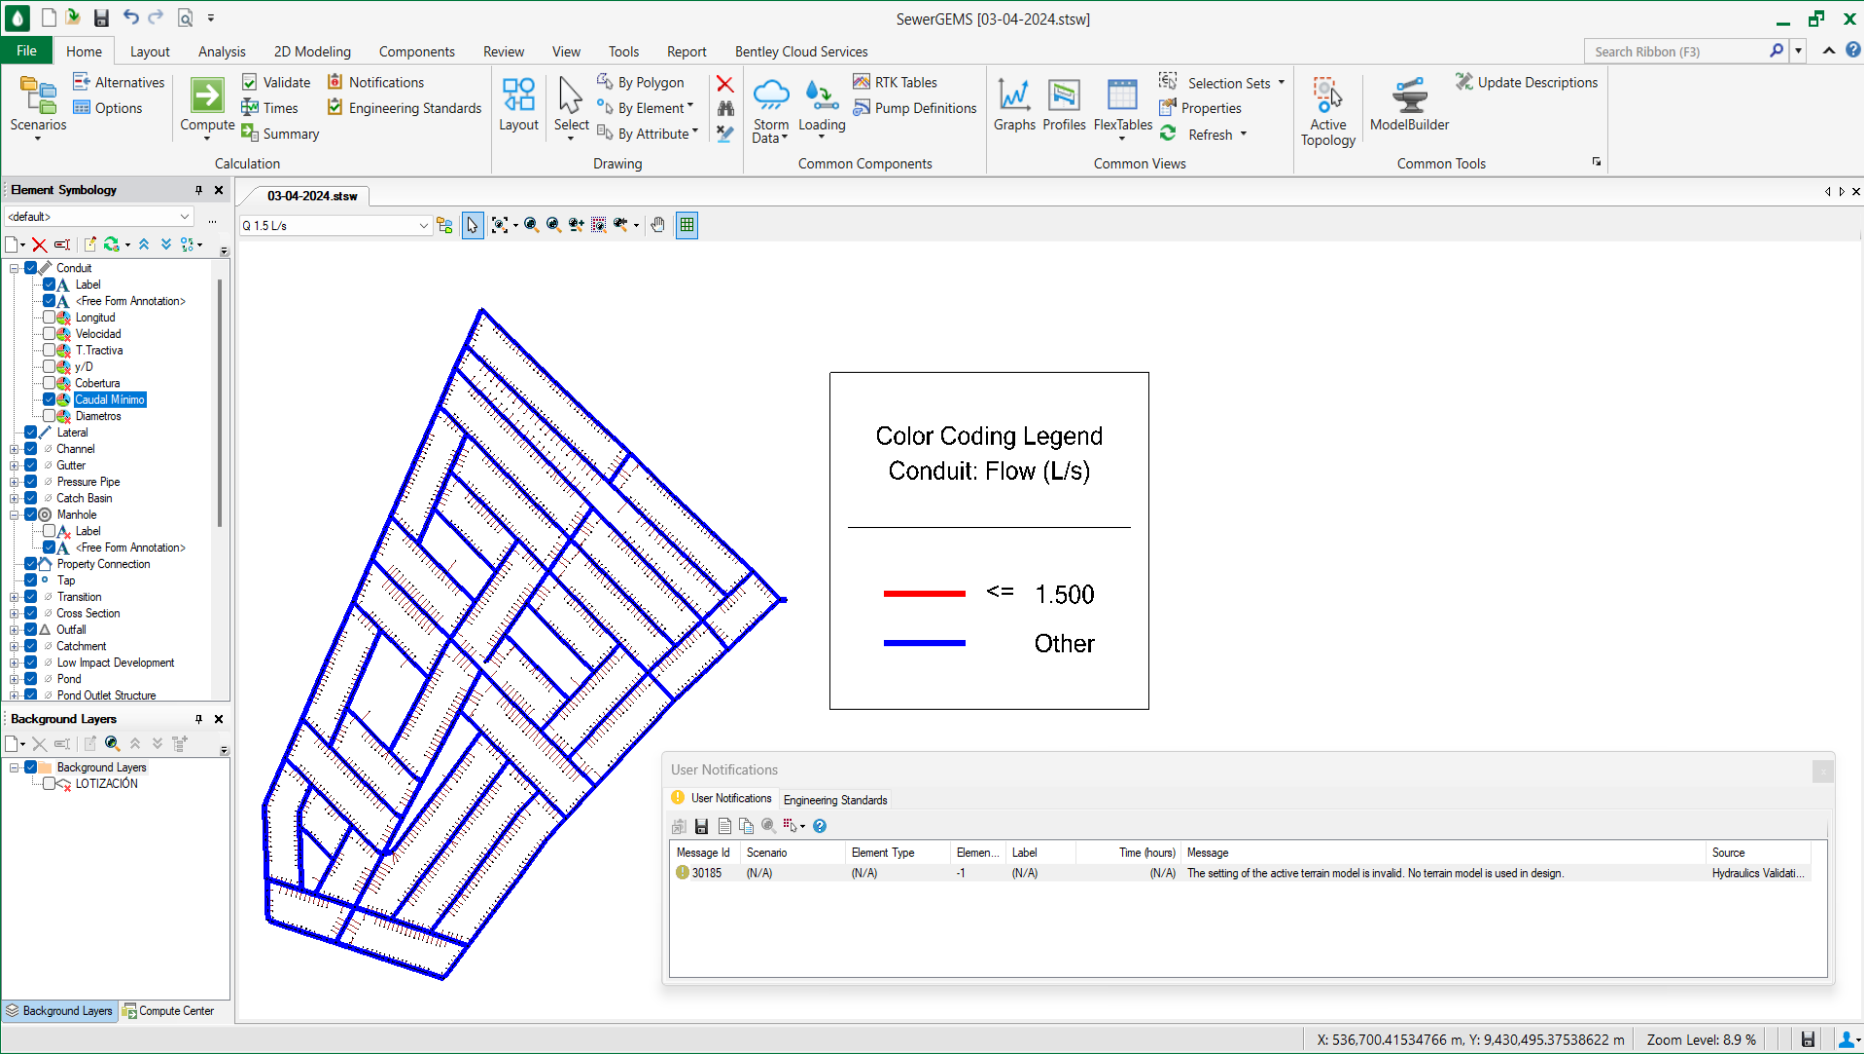 SewerGEMS [03-04-2024.stsw]
File
Home
Layout
Analysis
2D Modeling
Components
Review
View
Tools
Report
Bentley Cloud Services
Search Ribbon (F3)
Scenarios
Alternatives
Options
Compute
Validate
Times
Summary
Notifications
Engineering Standards
Calculation
Layout
Select
By Polygon
By Element
By Attribute
Drawing
Storm Data
Loading
RTK Tables
Pump Definitions
Common Components
Graphs
Profiles
FlexTables
Selection Sets
Properties
Refresh
Common Views
Active Topology
ModelBuilder
Update Descriptions
Common Tools
Element Symbology
<default>
...
Conduit
Label
<Free Form Annotation>
Longitud
Velocidad
T.Tractiva
y/D
Cobertura
Caudal Mínimo
Diametros
Lateral
Channel
Gutter
Pressure Pipe
Catch Basin
Manhole
Label
<Free Form Annotation>
Property Connection
Tap
Transition
Cross Section
Outfall
Catchment
Low Impact Development
Pond
Pond Outlet Structure
Background Layers
Background Layers
LOTIZACIÓN
Background Layers
Compute Center
03-04-2024.stsw
Q 1.5 L/s
Color Coding Legend
Conduit: Flow (L/s)
<= 1.500
Other
User Notifications
User Notifications
Engineering Standards
Message Id
Scenario
Element Type
Elemen...
Label
Time (hours)
Message
Source
30185
(N/A)
(N/A)
-1
(N/A)
(N/A)
The setting of the active terrain model is invalid. No terrain model is used in design.
Hydraulics Validati...
X: 536,700.41534766 m, Y: 9,430,495.37538622 m
Zoom Level: 8.9 %